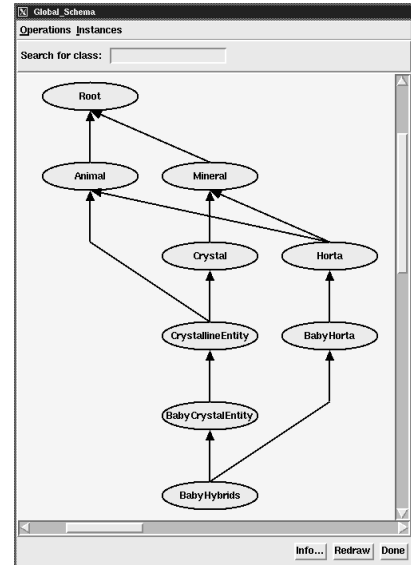 Global_Schema
Operations Instances
Search for class:
Root
Animal Mineral
Crystal Horta
CrystallineEntity BabyHorta
BabyCrystalEntity
BabyHybrids
Info... Redraw Done